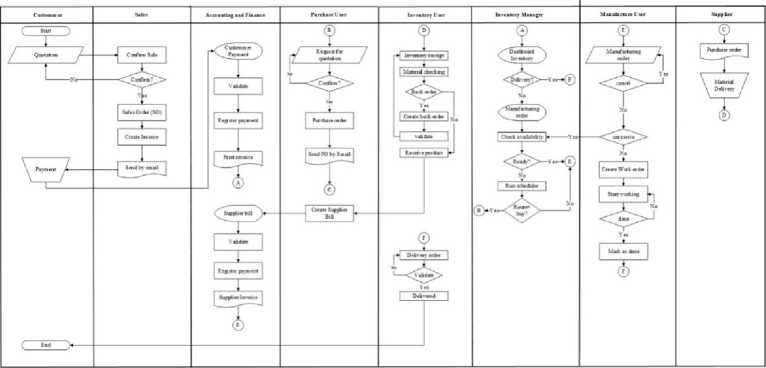 Customer
Sales
Accounting and Finance
Purchase User
Inventory User
Inventory Manager
Manufacture User
Supplier
Start
Quotation
No
Payment
End
Confirm Sale
Confirm?
Yes
Sales Order (SO)
Create Invoice
Send by email
Customer
Payment
Validate
Register payment
Print invoice
A
Supplier bill
Validate
Register payment
Supplier Invoice
E
B
Request for
quotation
No
Confirm?
Yes
Purchase order
Send PO by Email
C
Create Supplier
Bill
D
Inventory receipt
Material checking
Back order
Create back order
No
validate
Receive product
F
Delivery order
no
Validate
Yes
Delivered
A
Dashboard
Inventory
Delivery?
Yes
F
No
Manufacturing
order
Check availability
Yes
Ready?
Yes
E
No
Run scheduler
B
Yes
Router
buy?
No
E
Manufacturing
order
Yes
cancel
No
No
Create Work order
Start working
No
done
Yes
Mark as done
F
C
Purchase order
Material
Delivery
D